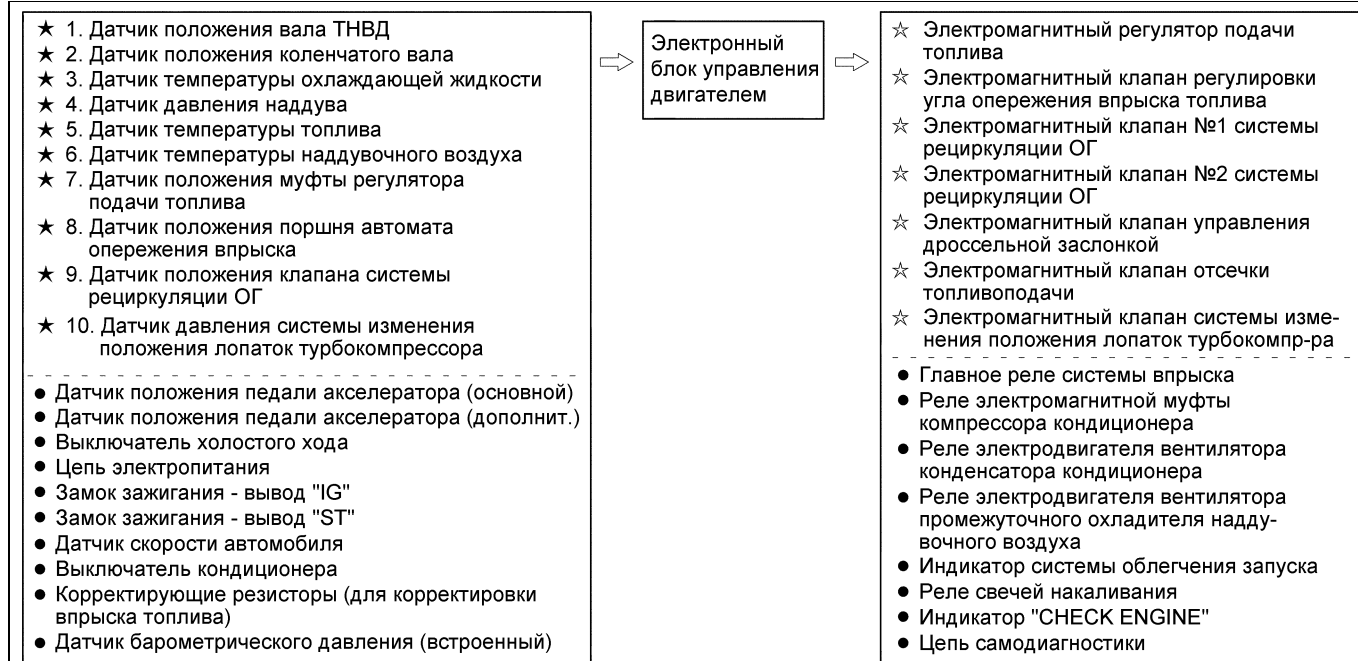 ★ 1. Датчик положения вала ТНВД
★ 2. Датчик положения коленчатого вала
★ 3. Датчик температуры охлаждающей жидкости
★ 4. Датчик давления наддува
★ 5. Датчик температуры топлива
★ 6. Датчик температуры наддувочного воздуха
★ 7. Датчик положения муфты регулятора
подачи топлива
★ 8. Датчик положения поршня автомата
опережения впрыска
★ 9. Датчик положения клапана системы
рециркуляции ОГ
★ 10. Датчик давления системы изменения
положения лопаток турбокомпрессора
● Датчик положения педали акселератора (основной)
● Датчик положения педали акселератора (дополнит.)
● Выключатель холостого хода
● Цепь электропитания
● Замок зажигания - вывод "IG"
● Замок зажигания - вывод "ST"
● Датчик скорости автомобиля
● Выключатель кондиционера
● Корректирующие резисторы (для корректировки
впрыска топлива)
● Датчик барометрического давления (встроенный)
Электронный
блок управления
двигателем
☆ Электромагнитный регулятор подачи
топлива
☆ Электромагнитный клапан регулировки
угла опережения впрыска топлива
☆ Электромагнитный клапан №1 системы
рециркуляции ОГ
☆ Электромагнитный клапан №2 системы
рециркуляции ОГ
☆ Электромагнитный клапан управления
дроссельной заслонкой
☆ Электромагнитный клапан отсечки
топливоподачи
☆ Электромагнитный клапан системы изме-
нения положения лопаток турбокомпр-ра
● Главное реле системы впрыска
● Реле электромагнитной муфты
компрессора кондиционера
● Реле электродвигателя вентилятора
конденсатора кондиционера
● Реле электродвигателя вентилятора
промежуточного охладителя надду-
вочного воздуха
● Индикатор системы облегчения запуска
● Реле свечей накаливания
● Индикатор "CHECK ENGINE"
● Цепь самодиагностики